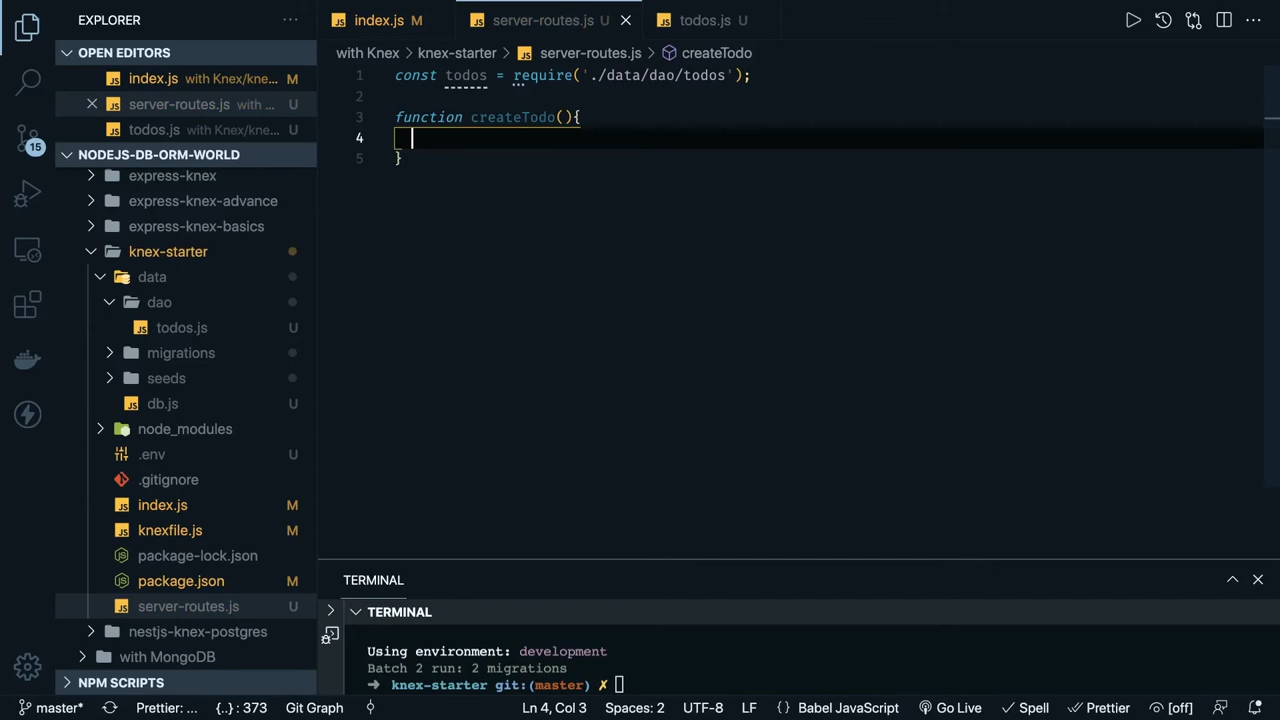 EXPLORER
OPEN EDITORS
index.js with Knex/kne... M
server-routes.js with ... U
todos.js with Knex/kne... U
15
NODEJS-DB-ORM-WORLD
express-knex
express-knex-advance
express-knex-basics
knex-starter
data
dao
todos.js U
migrations
seeds
db.js U
node_modules
.env U
.gitignore
index.js M
knexfile.js M
package-lock.json
package.json M
server-routes.js U
nestjs-knex-postgres
with MongoDB
NPM SCRIPTS
index.js M
server-routes.js U
todos.js U
with Knex > knex-starter > server-routes.js > createTodo
1 const todos = require('./data/dao/todos');
2
3 function createTodo(){
4
5 }
TERMINAL
TERMINAL
Using environment: development
Batch 2 run: 2 migrations
→ knex-starter git:(master) ✗
master* Prettier: ... {..} : 373 Git Graph Ln 4, Col 3 Spaces: 2 UTF-8 LF {} Babel JavaScript Go Live Spell Prettier [off]